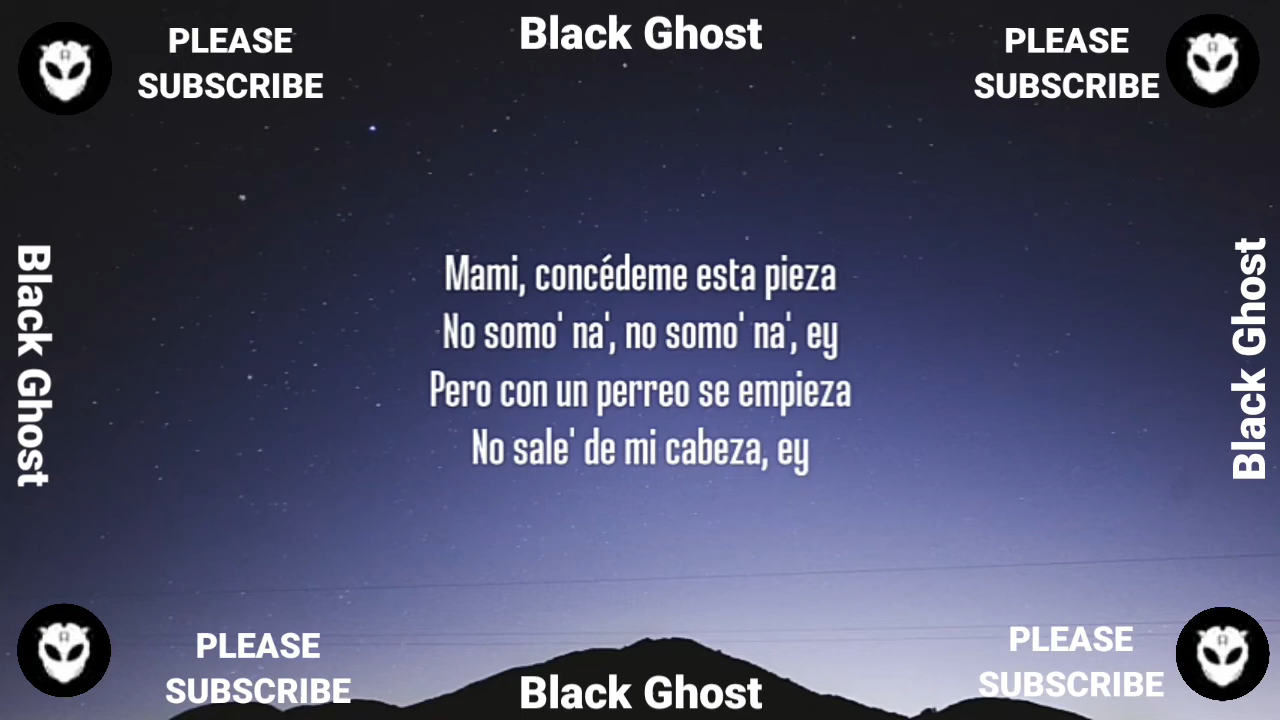 Black Ghost
PLEASE
SUBSCRIBE
PLEASE
SUBSCRIBE
Black Ghost
Black Ghost
Mami, concédeme esta pieza
No somo' na', no somo' na', ey
Pero con un perreo se empieza
No sale' de mi cabeza, ey
PLEASE
SUBSCRIBE
PLEASE
SUBSCRIBE
Black Ghost